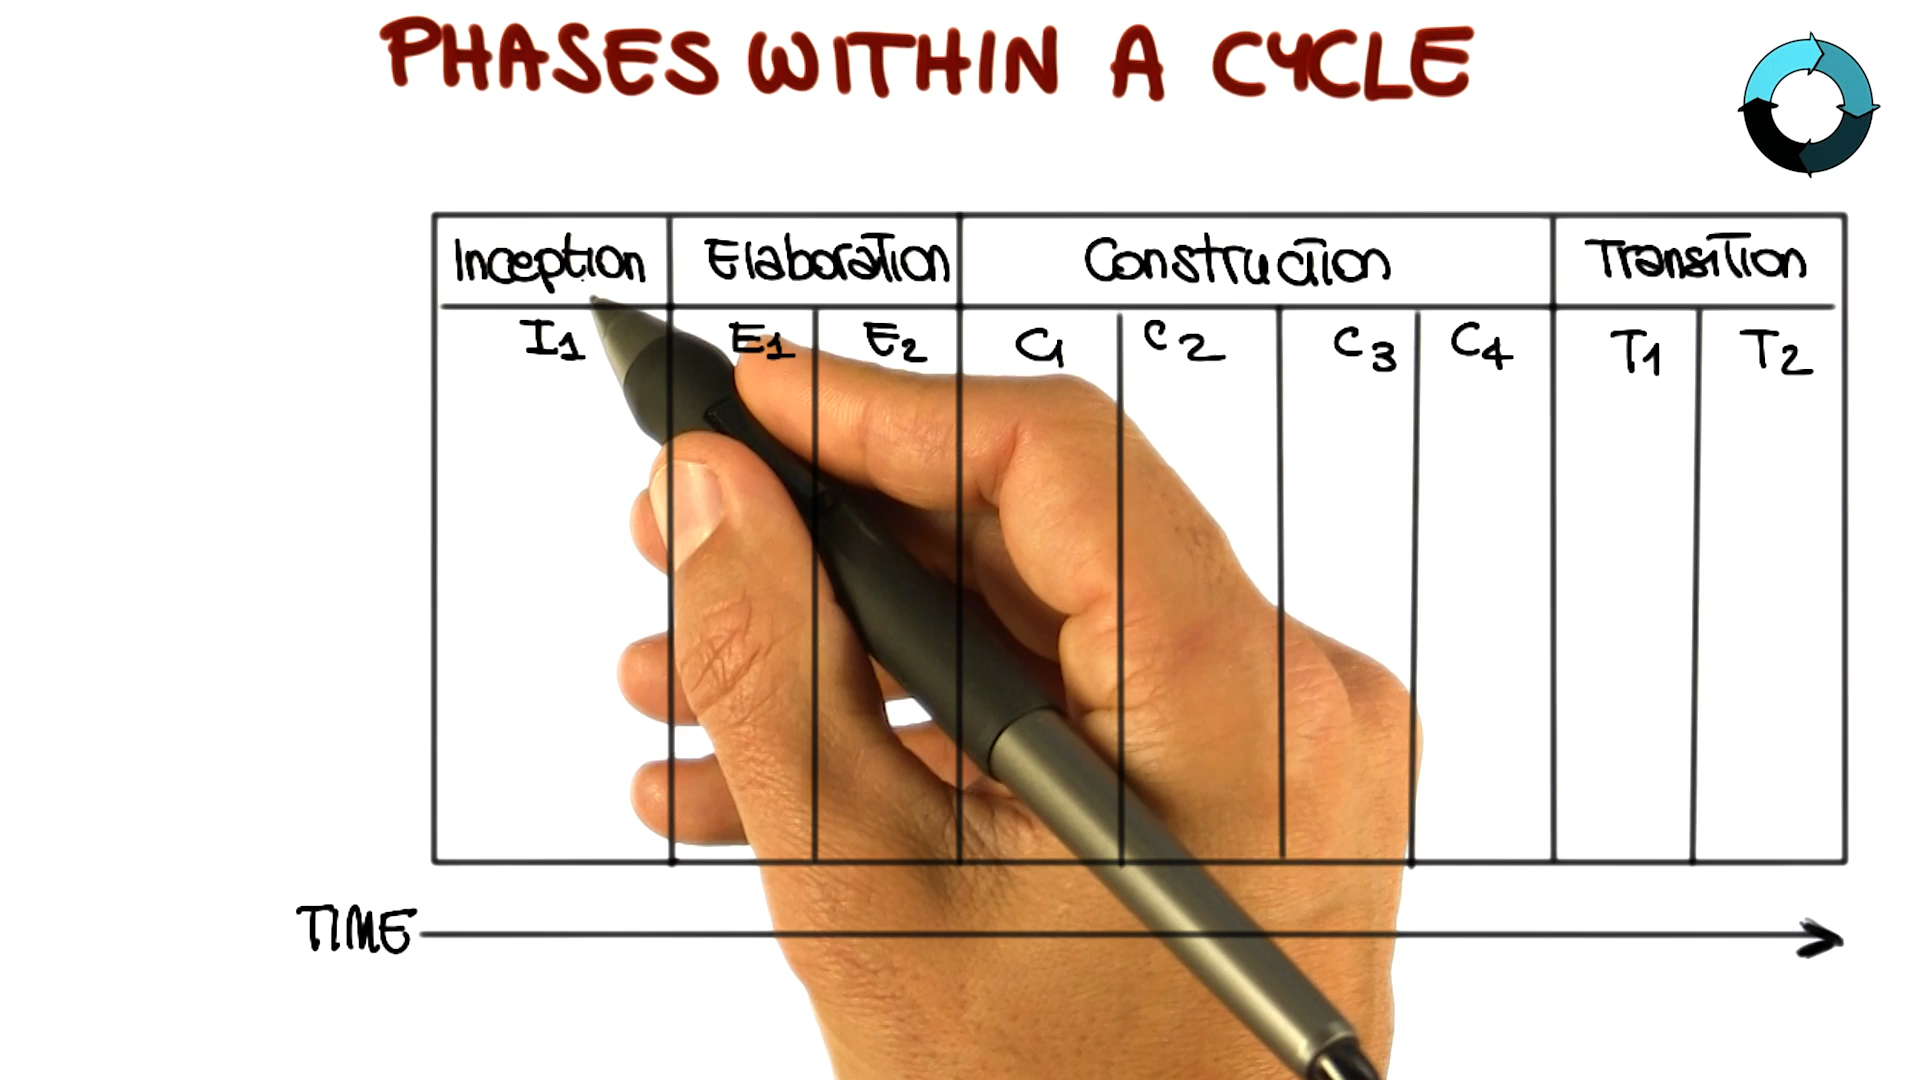 PHASES WITHIN A CYCLE
Inception Elaboration Construction Transition
I1 E1 E2 C1 C2 C3 C4 T1 T2
TIME